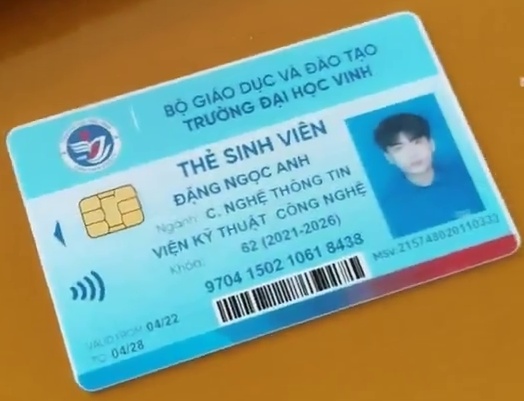 BỘ GIÁO DỤC VÀ ĐÀO TẠO
TRƯỜNG ĐẠI HỌC VINH
THẺ SINH VIÊN
ĐẶNG NGỌC ANH
Ngành: C. NGHỆ THÔNG TIN
VIỆN KỸ THUẬT CÔNG NGHỆ
Khóa: 62 (2021-2026)
9704 1502 1061 8438
MSV: 215748020110333
VALID FROM 04/22
TO 04/28